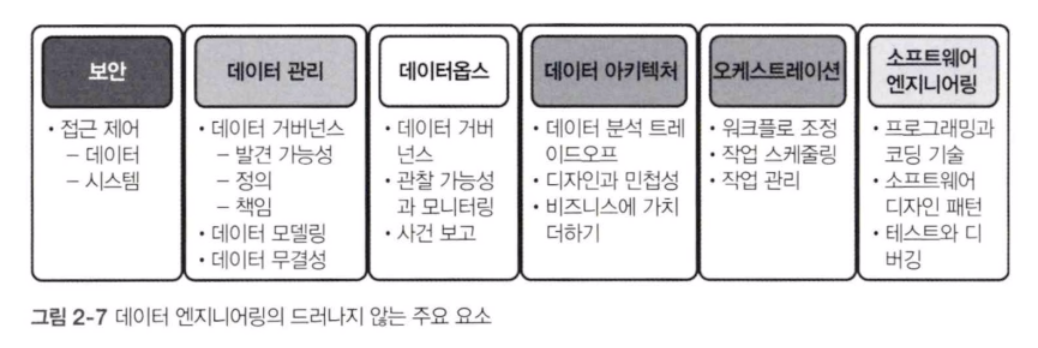 보안
• 접근 제어
– 데이터
– 시스템
데이터 관리
• 데이터 거버넌스
– 발견 가능성
– 정의
– 책임
• 데이터 모델링
• 데이터 무결성
데이터옵스
• 데이터 거버
넌스
• 관찰 가능성
과 모니터링
• 사건 보고
데이터 아키텍처
• 데이터 분석 트레
이드오프
• 디자인과 민첩성
• 비즈니스에 가치
더하기
오케스트레이션
• 워크플로 조정
• 작업 스케줄링
• 작업 관리
소프트웨어
엔지니어링
• 프로그래밍과
코딩 기술
• 소프트웨어
디자인 패턴
• 테스트와 디
버깅
그림 2-7 데이터 엔지니어링의 드러나지 않는 주요 요소